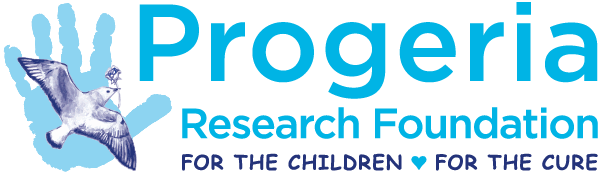 Progeria
Research Foundation
FOR THE CHILDREN ♥ FOR THE CURE